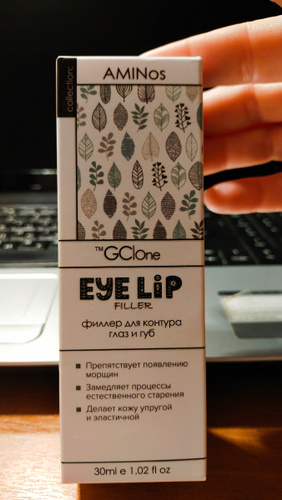 collection:
AMINos
™GClone
EYE LiP
FILLER
филлер для контура
глаз и губ
Препятствует появлению
морщин
Замедляет процессы
естественного старения
Делает кожу упругой
и эластичной
30ml e 1.02 fl oz